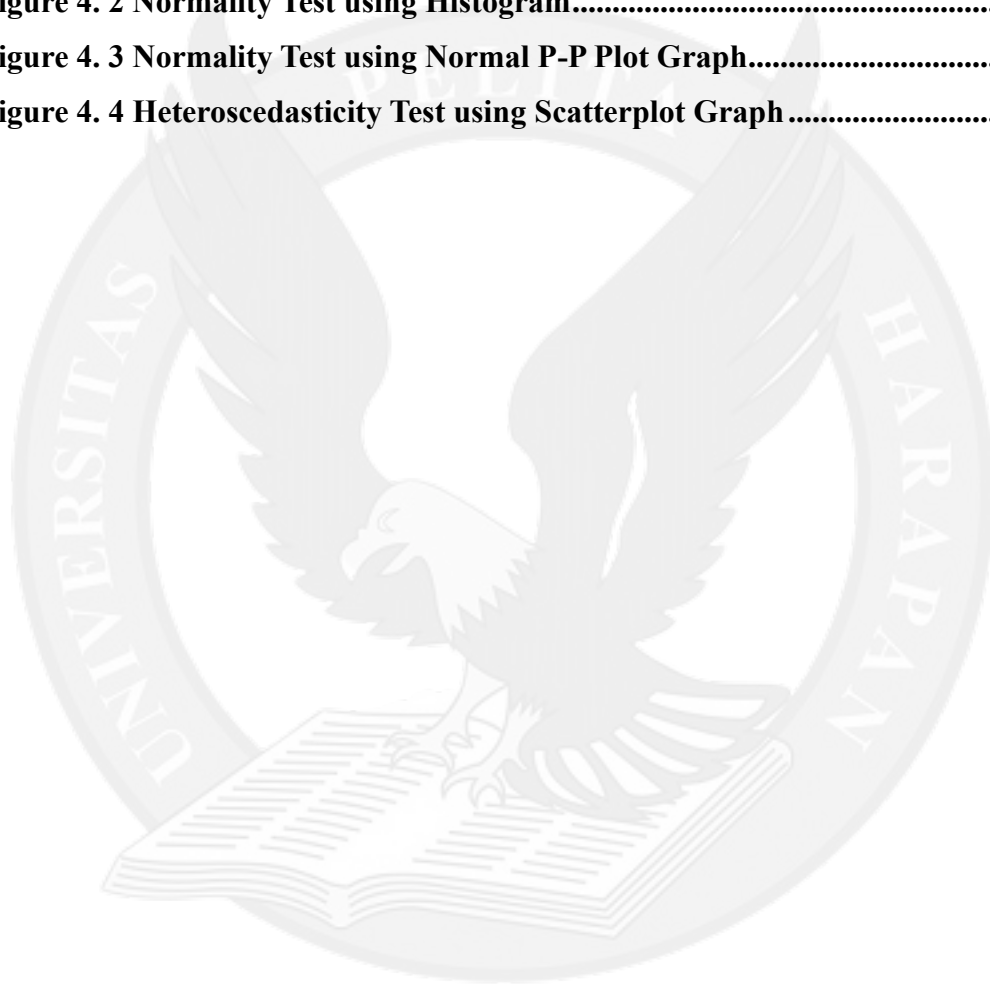 igure 4. 2 Normality Test using Histogram..........................................................
igure 4. 3 Normality Test using Normal P-P Plot Graph..............................
igure 4. 4 Heteroscedasticity Test using Scatterplot Graph.........................
UNIVERSITAS PELITA HARAPAN